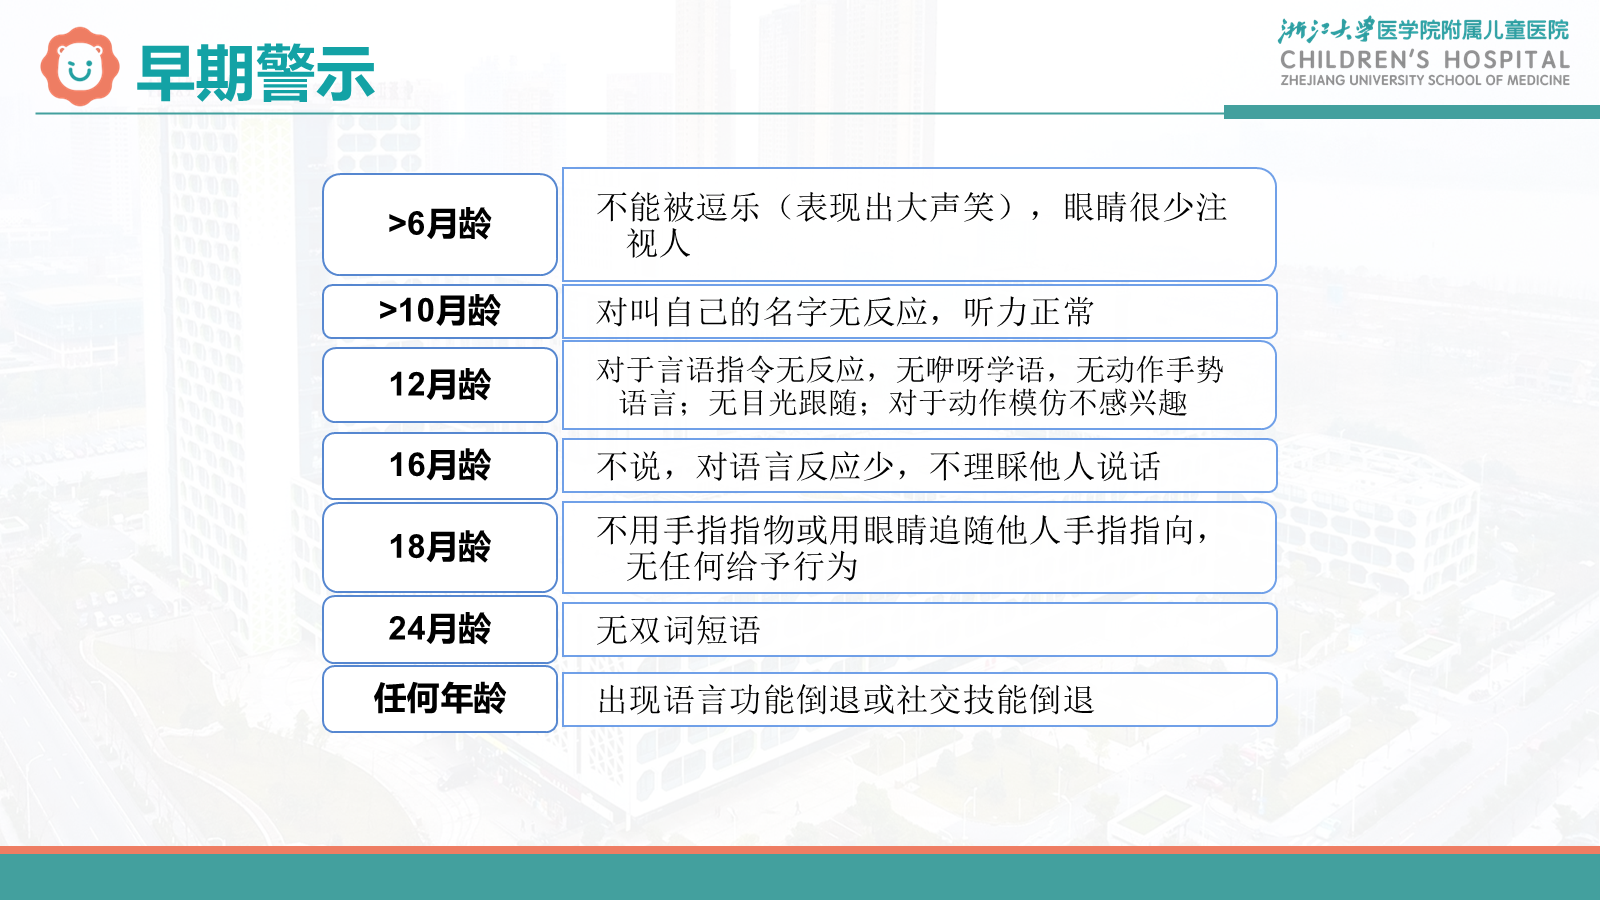 早期警示
浙江大学医学院附属儿童医院
CHILDREN'S HOSPITAL
ZHEJIANG UNIVERSITY SCHOOL OF MEDICINE
>6月龄
不能被逗乐（表现出大声笑），眼睛很少注
视人
>10月龄
对叫自己的名字无反应，听力正常
12月龄
对于言语指令无反应，无咿呀学语，无动作手势
语言；无目光跟随；对于动作模仿不感兴趣
16月龄
不说，对语言反应少，不理睬他人说话
18月龄
不用手指指物或用眼睛追随他人手指指向，
无任何给予行为
24月龄
无双词短语
任何年龄
出现语言功能倒退或社交技能倒退